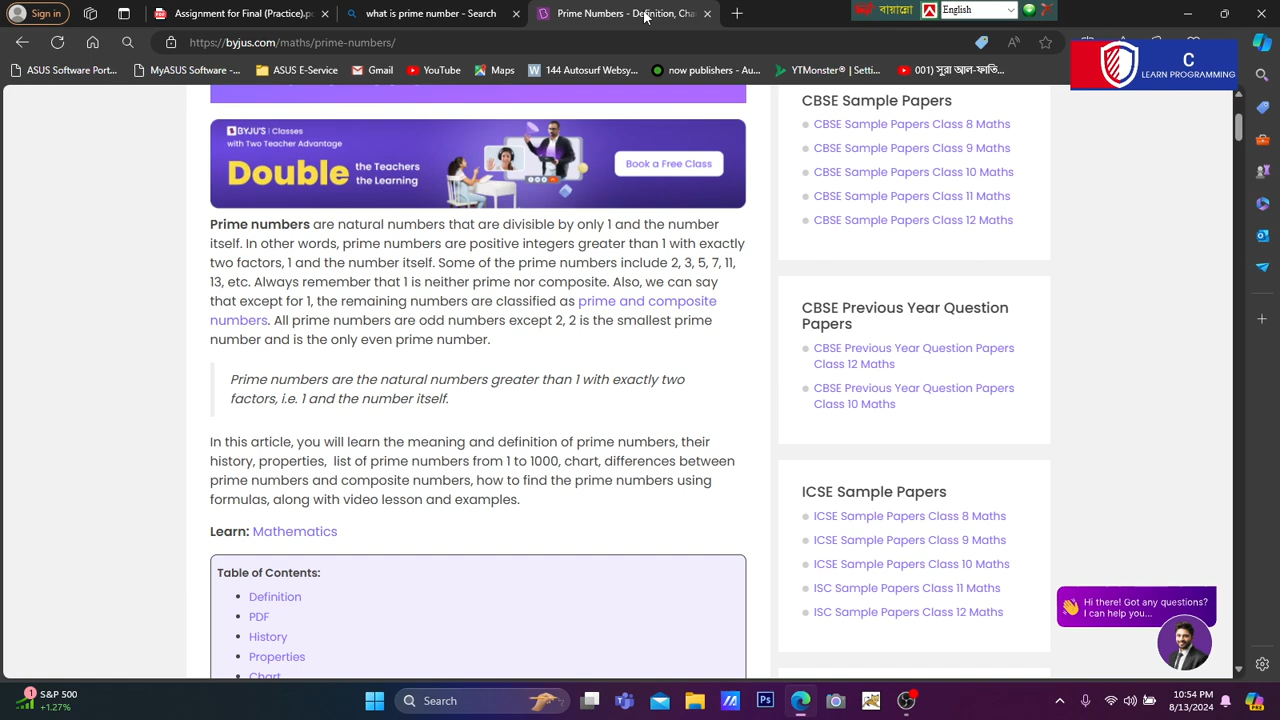 Sign in
Assignment for Final (Practice).p
what is prime numbers - Search
Prime Numbers - Definition, Cha
বায়ান্নো
English
https://byjus.com/maths/prime-numbers/
ASUS Software Port...
MyASUS Software -...
ASUS E-Service
Gmail
YouTube
Maps
144 Autosurf Websy...
now publishers - Au...
YTMonster® | Setti...
001) সুরা আল-ফাতি...
C
LEARN PROGRAMMING
BYJU'S Classes
with Two Teacher Advantage
Double the Teachers
the Learning
Book a Free Class
Prime numbers are natural numbers that are divisible by only 1 and the number
itself. In other words, prime numbers are positive integers greater than 1 with exactly
two factors, 1 and the number itself. Some of the prime numbers include 2, 3, 5, 7, 11,
13, etc. Always remember that 1 is neither prime nor composite. Also, we can say
that except for 1, the remaining numbers are classified as prime and composite
numbers. All prime numbers are odd numbers except 2, 2 is the smallest prime
number and is the only even prime number.
Prime numbers are the natural numbers greater than 1 with exactly two
factors, i.e. 1 and the number itself.
In this article, you will learn the meaning and definition of prime numbers, their
history, properties, list of prime numbers from 1 to 1000, chart, differences between
prime numbers and composite numbers, how to find the prime numbers using
formulas, along with video lesson and examples.
Learn: Mathematics
Table of Contents:
Definition
PDF
History
Properties
Chart
CBSE Sample Papers
CBSE Sample Papers Class 8 Maths
CBSE Sample Papers Class 9 Maths
CBSE Sample Papers Class 10 Maths
CBSE Sample Papers Class 11 Maths
CBSE Sample Papers Class 12 Maths
CBSE Previous Year Question
Papers
CBSE Previous Year Question Papers
Class 12 Maths
CBSE Previous Year Question Papers
Class 10 Maths
ICSE Sample Papers
ICSE Sample Papers Class 8 Maths
ICSE Sample Papers Class 9 Maths
ICSE Sample Papers Class 10 Maths
ISC Sample Papers Class 11 Maths
ISC Sample Papers Class 12 Maths
Hi there! Got any questions?
I can help you...
S&P 500
+1.27%
Search
10:54 PM
8/13/2024